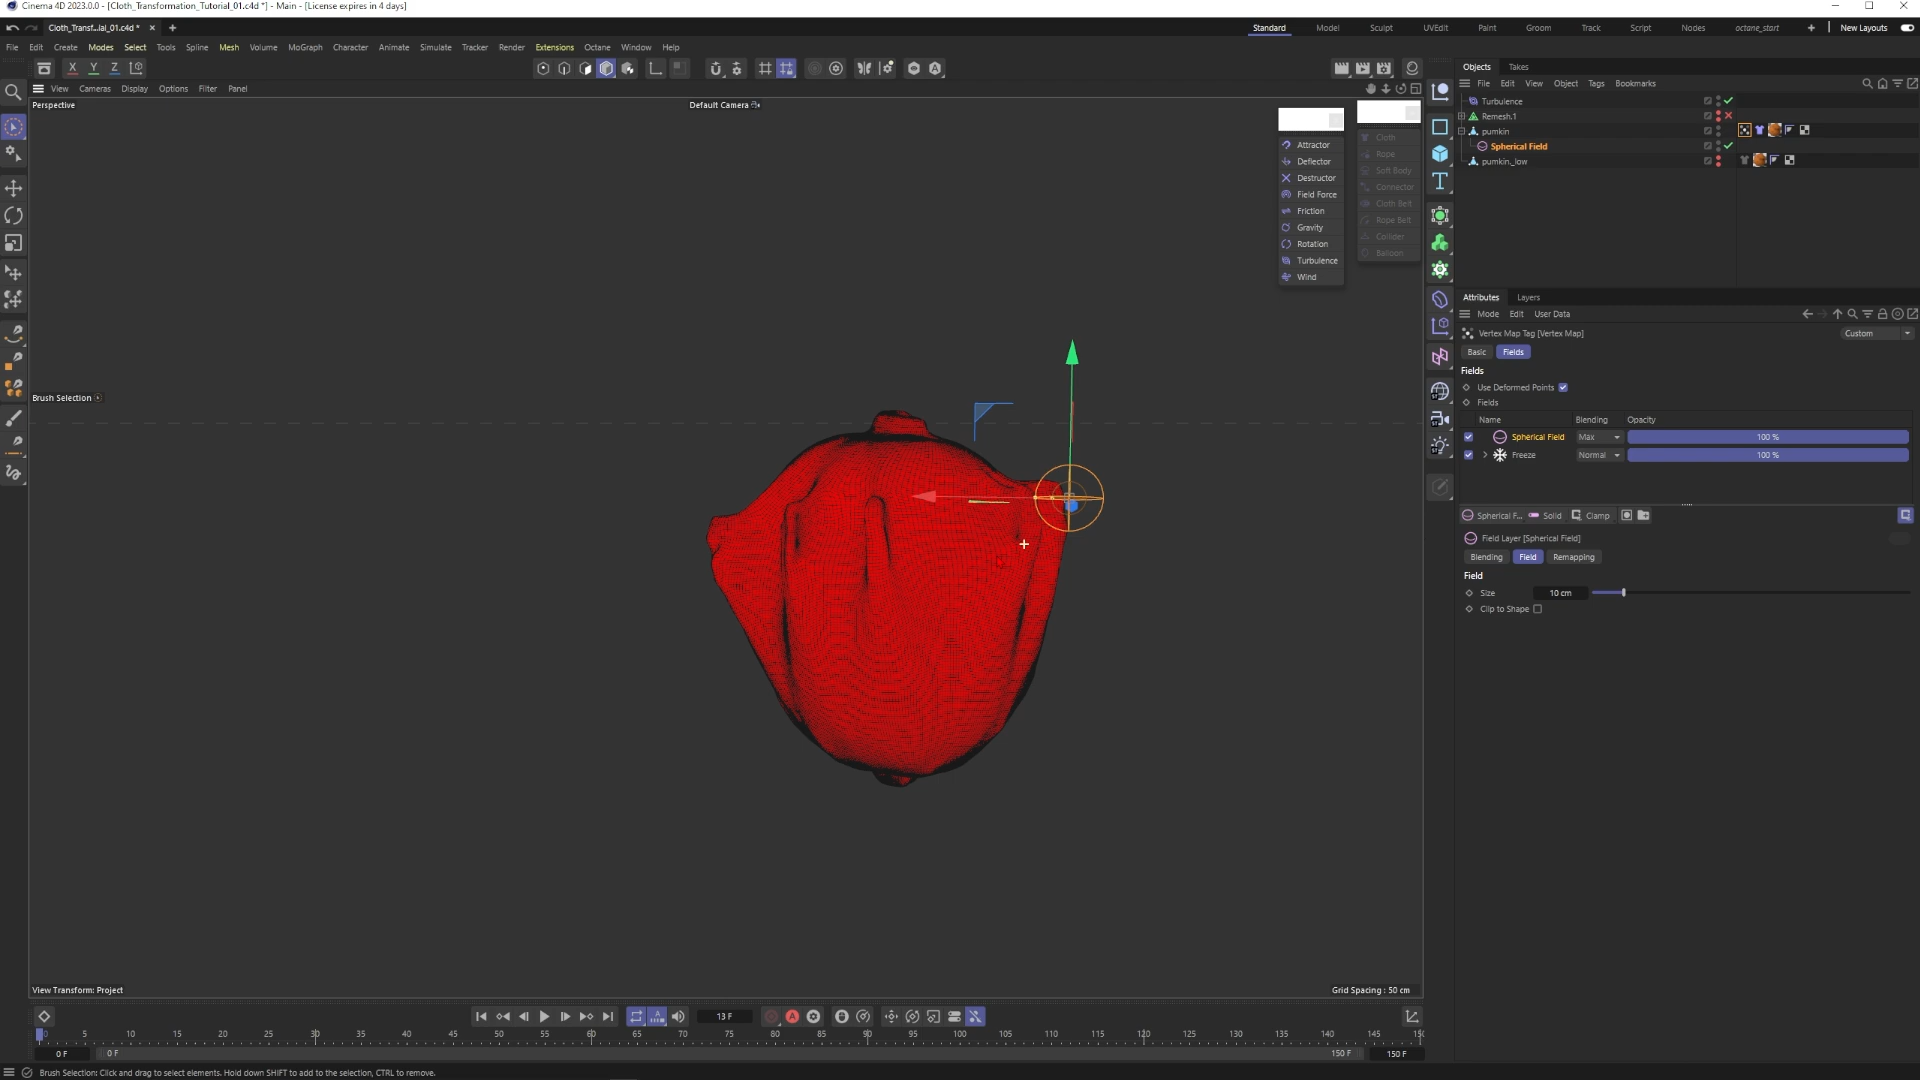 Cinema 4D 2023.0.0 - [Cloth_Transformation_Tutorial_01.c4d *] - Main - [License expires in 4 days]
Cloth_Transf...ial_01.c4d *
Standard Model Sculpt UVEdit Paint Groom Track Script Nodes octane_start New Layouts
File Edit Create Modes Select Tools Spline Mesh Volume MoGraph Character Animate Simulate Tracker Render Extensions Octane Window Help
X Y Z
View Cameras Display Options Filter Panel
Perspective
Default Camera
Attractor
Deflector
Destructor
Field Force
Friction
Gravity
Rotation
Turbulence
Wind
Cloth
Rope
Soft Body
Connector
Cloth Belt
Rope Belt
Collider
Balloon
Objects Takes
File Edit View Object Tags Bookmarks
Turbulence
Remesh.1
pumkin
Spherical Field
pumkin_low
Attributes Layers
Mode Edit User Data
Vertex Map Tag [Vertex Map]
Custom
Basic Fields
Fields
Use Deformed Points
Fields
Name Blending Opacity
Spherical Field Max 100 %
Freeze Normal 100 %
Spherical F... Solid Clamp
Field Layer [Spherical Field]
Blending Field Remapping
Field
Size 10 cm
Clip to Shape
Brush Selection
View Transform: Project
Grid Spacing : 50 cm
13 F
0 5 10 15 20 25 30 35 40 45 50 55 60 65 70 75 80 85 90 95 100 105 110 115 120 125 130 135 140 145 150
0 F 0 F 150 F 150 F
Brush Selection: Click and drag to select elements. Hold down SHIFT to add to the selection, CTRL to remove.